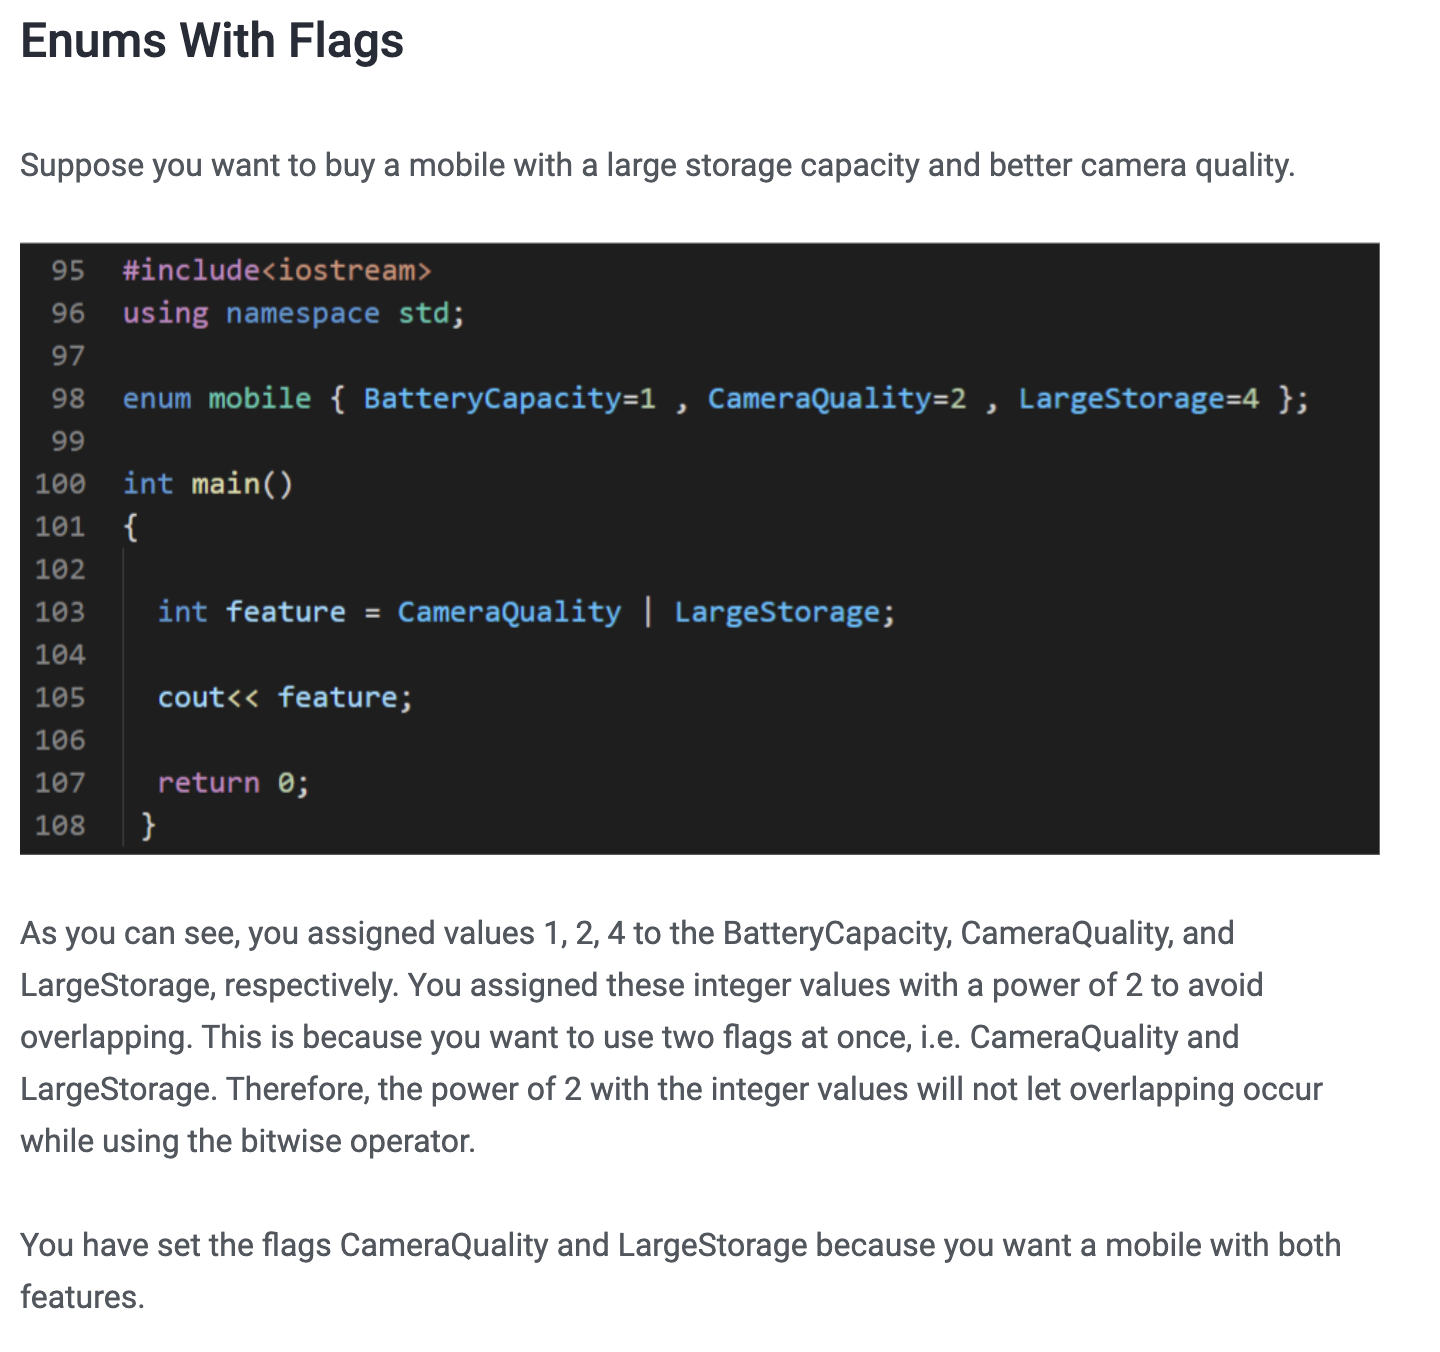 Enums With Flags
Suppose you want to buy a mobile with a large storage capacity and better camera quality.
95 #include<iostream>
96 using namespace std;
97
98 enum mobile { BatteryCapacity=1 , CameraQuality=2 , LargeStorage=4 };
99
100 int main()
101 {
102
103 int feature = CameraQuality | LargeStorage;
104
105 cout<< feature;
106
107 return 0;
108 }
As you can see, you assigned values 1, 2, 4 to the BatteryCapacity, CameraQuality, and
LargeStorage, respectively. You assigned these integer values with a power of 2 to avoid
overlapping. This is because you want to use two flags at once, i.e. CameraQuality and
LargeStorage. Therefore, the power of 2 with the integer values will not let overlapping occur
while using the bitwise operator.
You have set the flags CameraQuality and LargeStorage because you want a mobile with both
features.